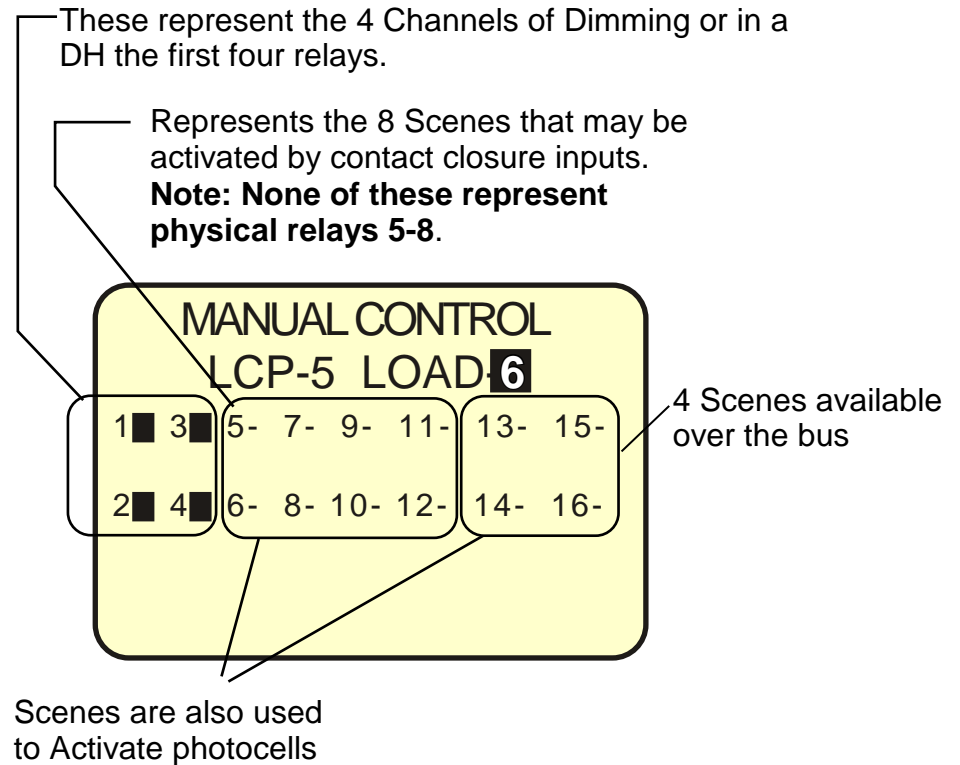 These represent the 4 Channels of Dimming or in a
DH the first four relays.
Represents the 8 Scenes that may be
activated by contact closure inputs.
Note: None of these represent
physical relays 5-8.
MANUAL CONTROL
LCP-5 LOAD-6
1■ 3■ 5- 7- 9- 11- 13- 15-
2■ 4■ 6- 8- 10- 12- 14- 16-
4 Scenes available
over the bus
Scenes are also used
to Activate photocells